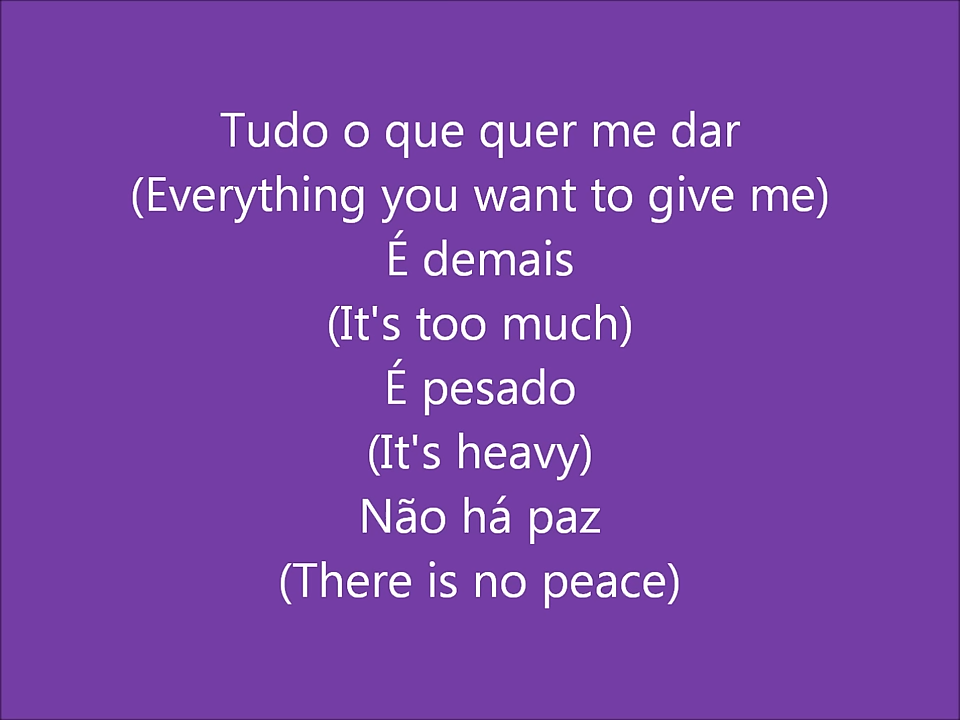 Tudo o que quer me dar
(Everything you want to give me)
É demais
(It's too much)
É pesado
(It's heavy)
Não há paz
(There is no peace)